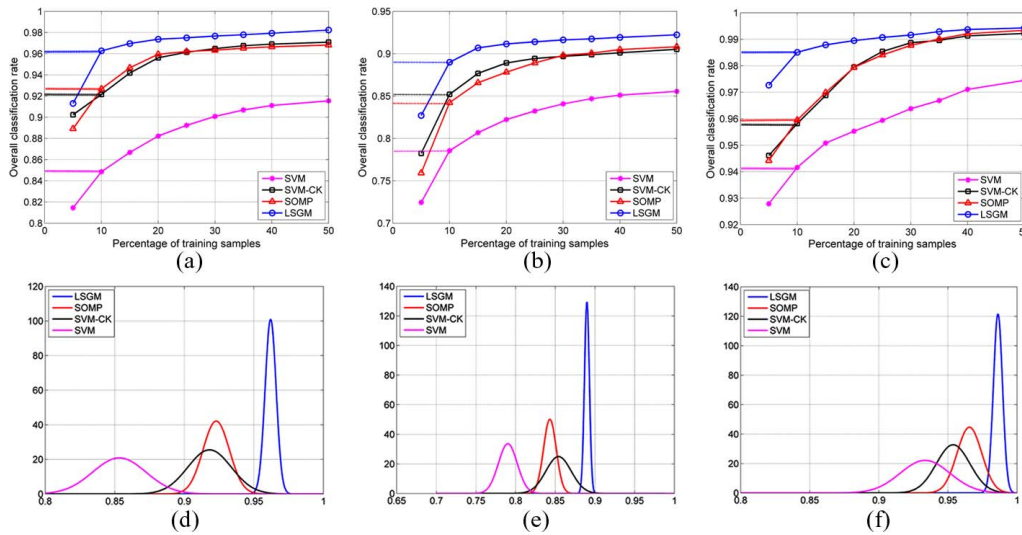 Overall classification rate
1
0.98
0.96
0.94
0.92
0.9
0.88
0.86
0.84
0.82
0.8
0 10 20 30 40 50
Percentage of training samples
SVM
SVM-CK
SOMP
LSGM
(a)
Overall classification rate
0.95
0.9
0.85
0.8
0.75
0.7
0 10 20 30 40 50
Percentage of training samples
SVM
SVM-CK
SOMP
LSGM
(b)
Overall classification rate
1
0.99
0.98
0.97
0.96
0.95
0.94
0.93
0.92
0 10 20 30 40 50
Percentage of training samples
SVM
SVM-CK
SOMP
LSGM
(c)
120
100
80
60
40
20
0
0.8 0.85 0.9 0.95 1
LSGM
SOMP
SVM-CK
SVM
(d)
140
120
100
80
60
40
20
0
0.65 0.7 0.75 0.8 0.85 0.9 0.95 1
LSGM
SOMP
SVM-CK
SVM
(e)
140
120
100
80
60
40
20
0
0.8 0.85 0.9 0.95 1
LSGM
SOMP
SVM-CK
SVM
(f)